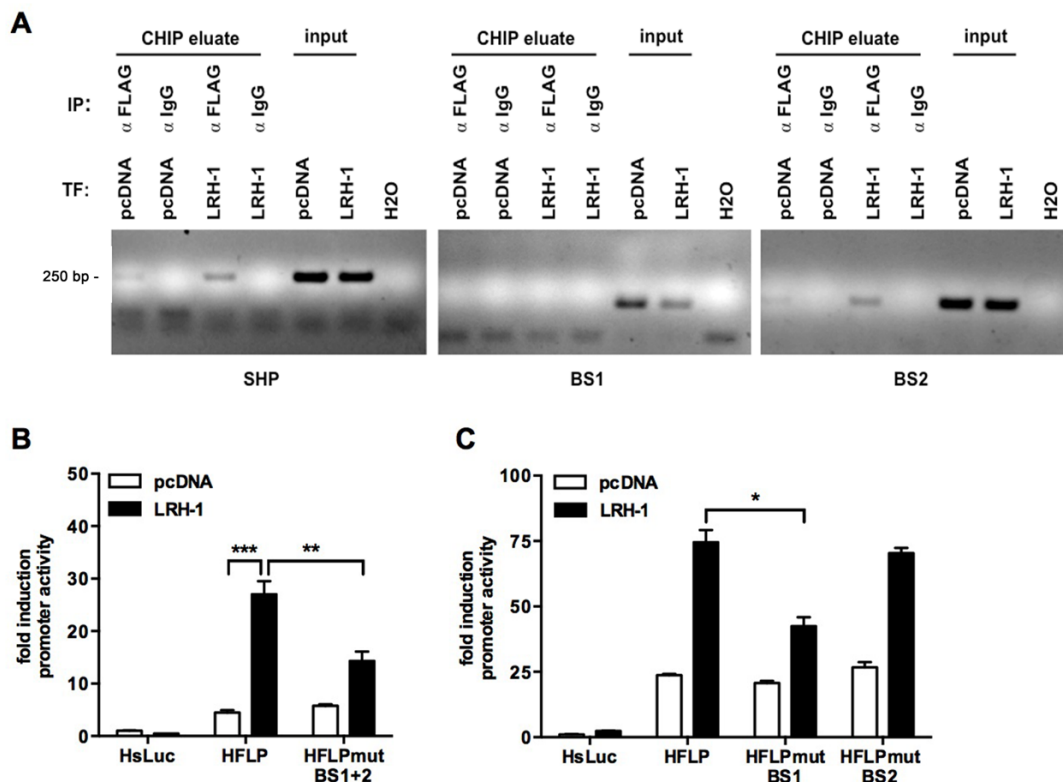 A
CHIP eluate input CHIP eluate input CHIP eluate input
IP: α FLAG α IgG α FLAG α IgG α FLAG α IgG α FLAG α IgG α FLAG α IgG α FLAG α IgG
TF: pcDNA pcDNA LRH-1 LRH-1 pcDNA LRH-1 H2O pcDNA pcDNA LRH-1 LRH-1 pcDNA LRH-1 H2O pcDNA pcDNA LRH-1 LRH-1 pcDNA LRH-1 H2O
250 bp -
SHP BS1 BS2
B
fold induction
promoter activity
50
40
30
20
10
0
pcDNA
LRH-1
***
**
HsLuc HFLP HFLPmut
BS1+2
C
fold induction
promoter activity
100
75
50
25
0
pcDNA
LRH-1
*
HsLuc HFLP HFLPmut HFLPmut
BS1 BS2